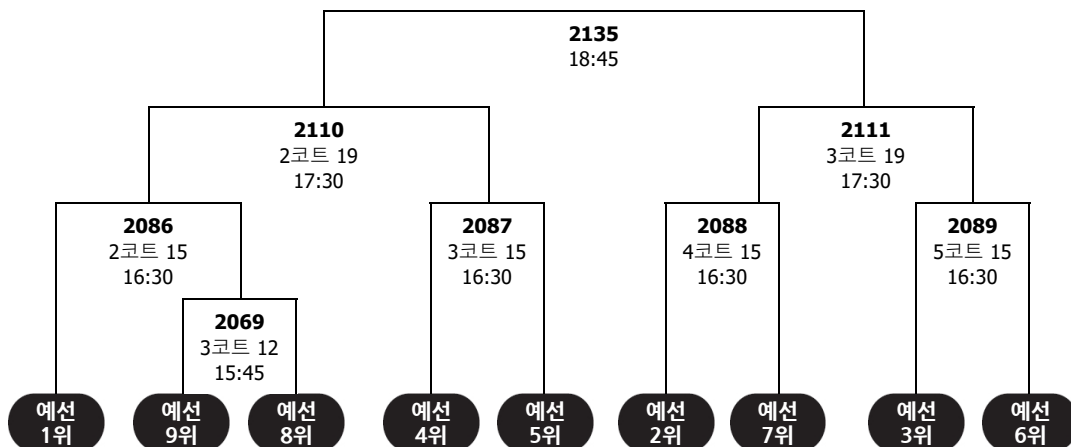 2135
18:45
2110
2코트 19
17:30
2111
3코트 19
17:30
2086
2코트 15
16:30
2087
3코트 15
16:30
2088
4코트 15
16:30
2089
5코트 15
16:30
2069
3코트 12
15:45
예선
1위
예선
9위
예선
8위
예선
4위
예선
5위
예선
2위
예선
7위
예선
3위
예선
6위